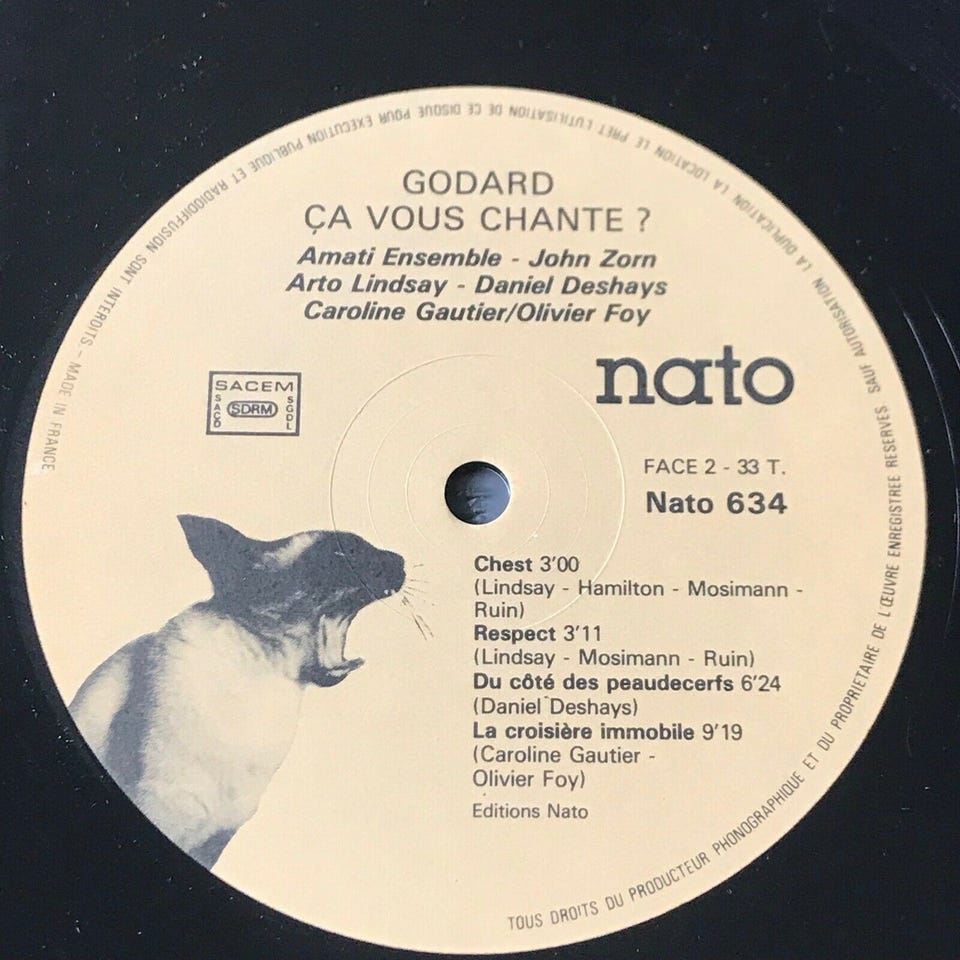 GODARD
ÇA VOUS CHANTE ?
Amati Ensemble - John Zorn
Arto Lindsay - Daniel Deshays
Caroline Gautier/Olivier Foy
nato
SACEM
SACD
SDRM
SGDL
FACE 2 - 33 T.
Nato 634
Chest 3'00
(Lindsay - Hamilton - Mosimann -
Ruin)
Respect 3'11
(Lindsay - Mosimann - Ruin)
Du côté des peaudecerfs 6'24
(Daniel Deshays)
La croisière immobile 9'19
(Caroline Gautier -
Olivier Foy)
Editions Nato
TOUS DROITS DU PRODUCTEUR PHONOGRAPHIQUE ET DU PROPRIETAIRE DE L'ŒUVRE ENREGISTREE RESERVES. SAUF AUTORISATION LA DUPLICATION LA LOCATION LE PRET L'UTILISATION DE CE DISQUE POUR EXECUTION PUBLIQUE ET RADIODIFFUSION SONT INTERDITS. - MADE IN FRANCE